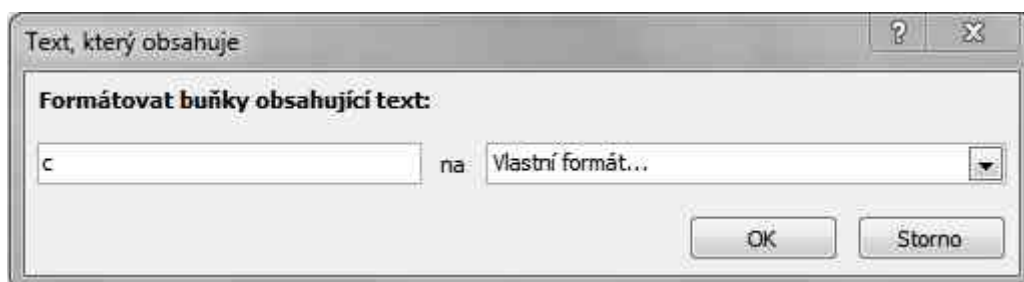 Text, který obsahuje
Formátovat buňky obsahující text:
c na Vlastní formát...
OK Storno